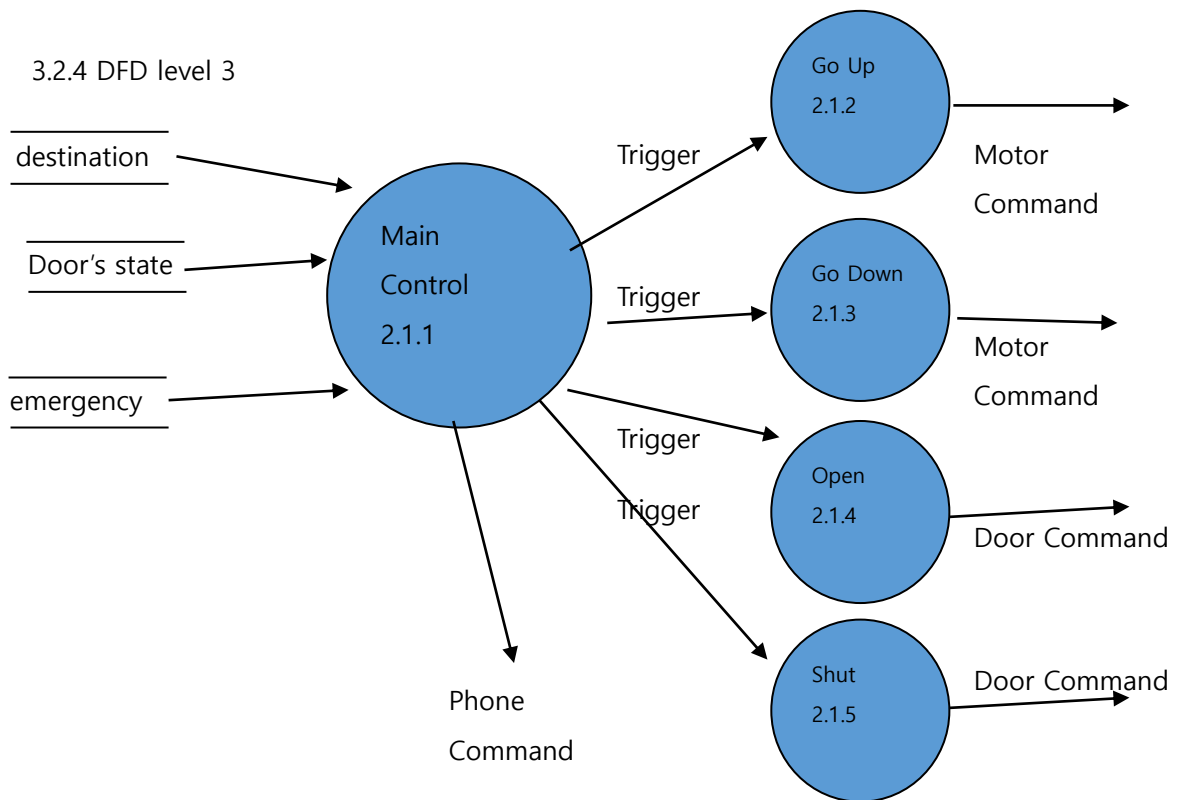 3.2.4 DFD level 3
destination
Door's state
emergency
Main
Control
2.1.1
Trigger
Trigger
Trigger
Trigger
Go Up
2.1.2
Motor
Command
Go Down
2.1.3
Motor
Command
Open
2.1.4
Door Command
Shut
2.1.5
Door Command
Phone
Command